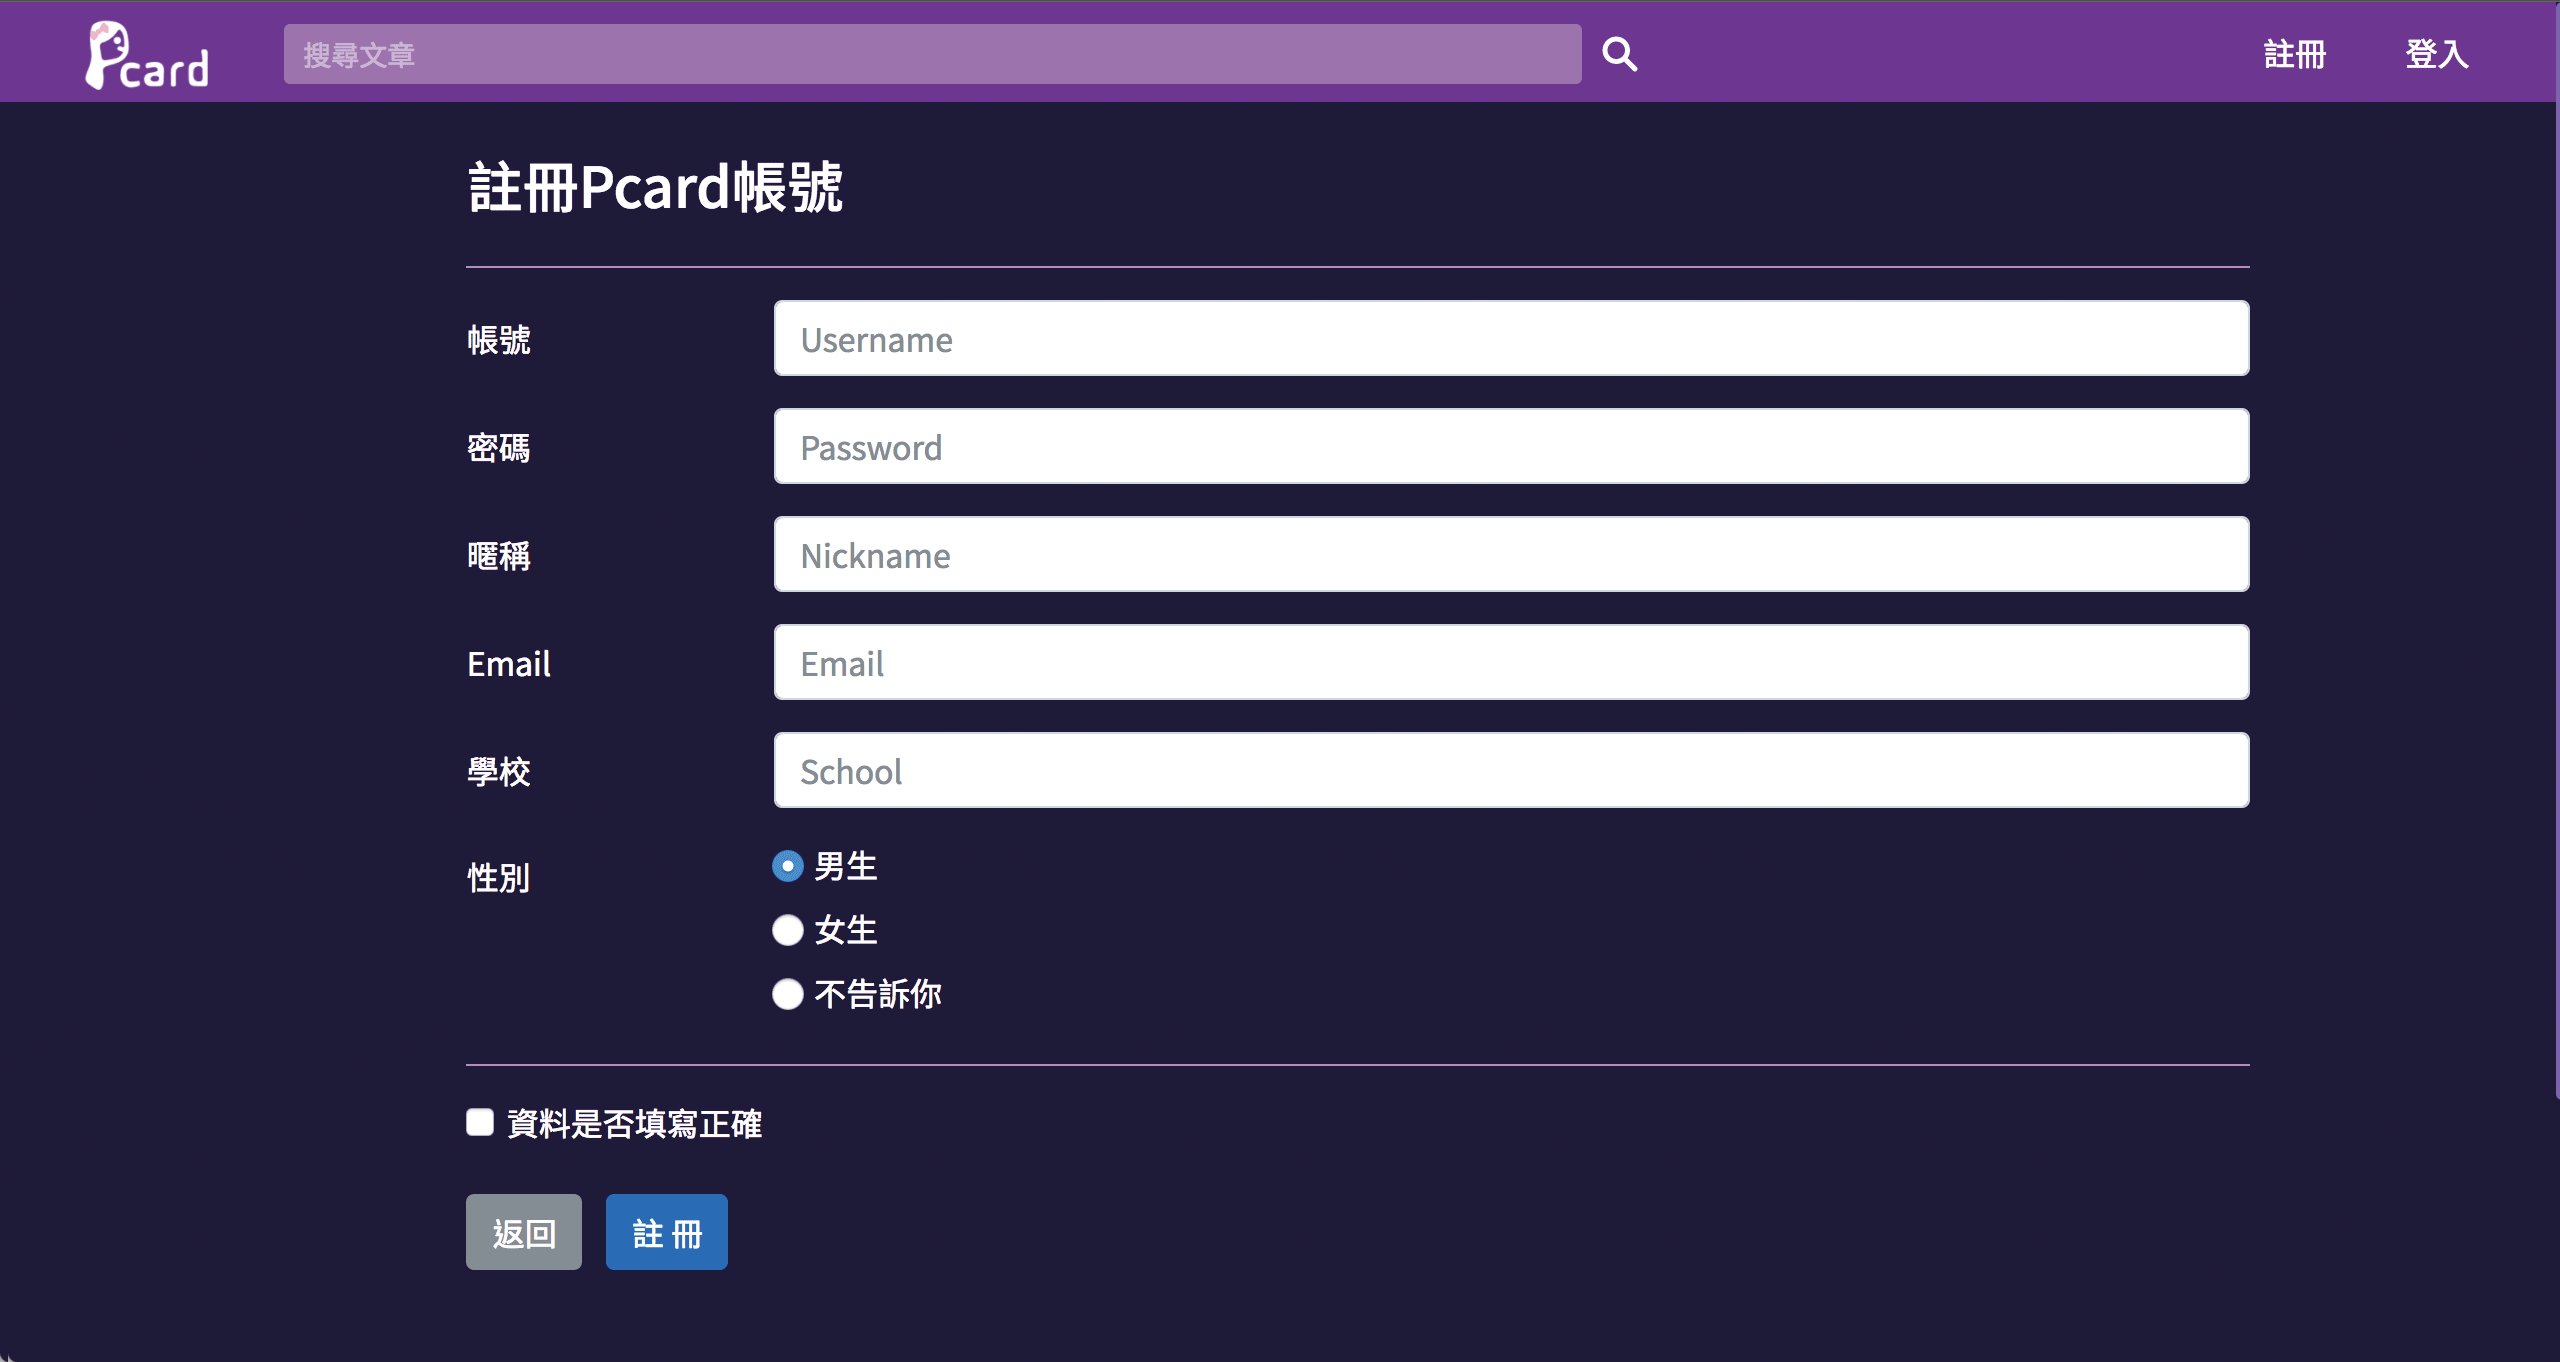 Pcard 搜尋文章 註冊 登入
註冊Pcard帳號
帳號 Username
密碼 Password
暱稱 Nickname
Email Email
學校 School
性別 男生
女生
不告訴你
資料是否填寫正確
返回 註 冊